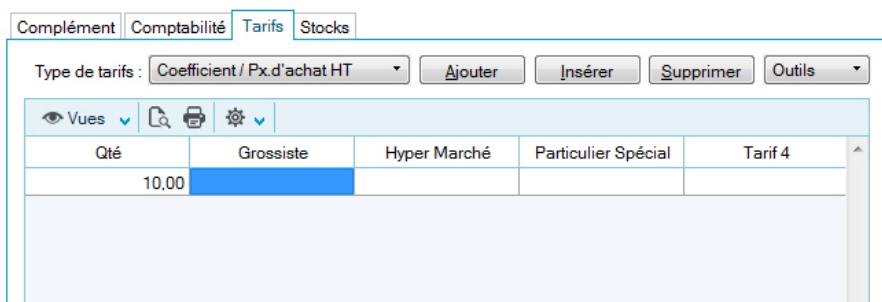 Complément Comptabilité Tarifs Stocks
Type de tarifs : Coefficient / Px.d'achat HT Ajouter Insérer Supprimer Outils
Vues
Qté Grossiste Hyper Marché Particulier Spécial Tarif 4
10,00